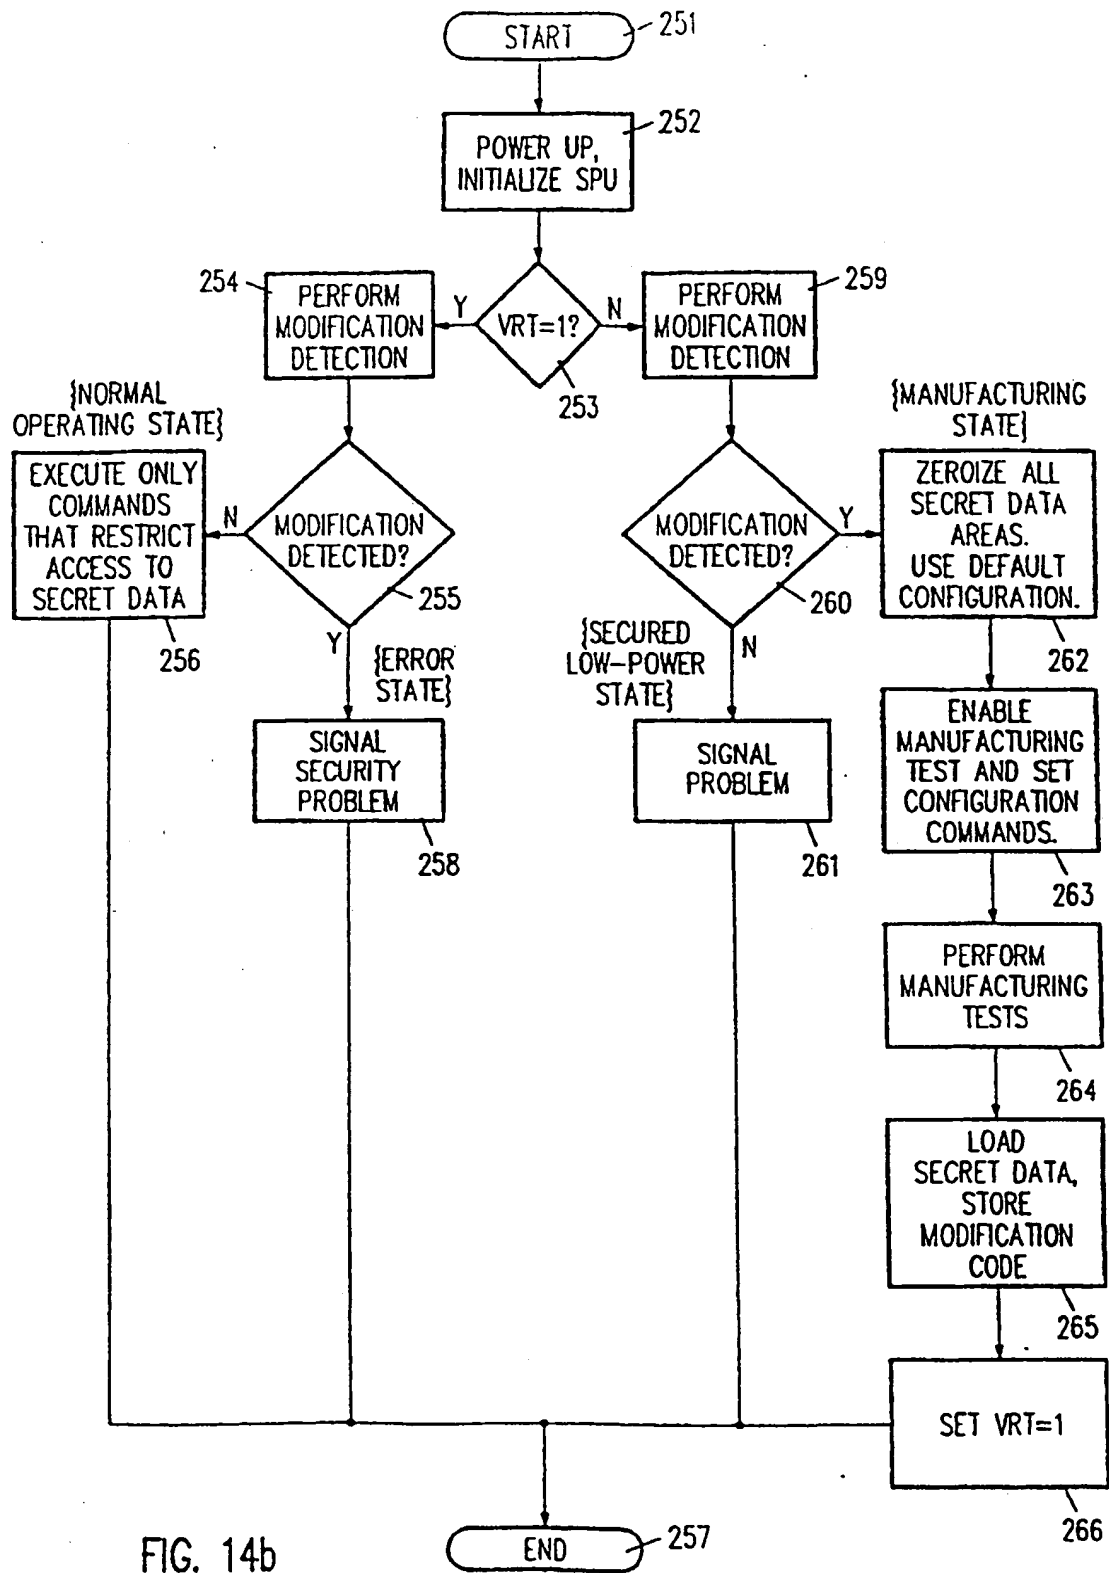 START
251
252
POWER UP,
INITIALIZE SPU
254
PERFORM
MODIFICATION
DETECTION
Y
VRT=1?
253
N
259
PERFORM
MODIFICATION
DETECTION
{NORMAL
OPERATING STATE}
EXECUTE ONLY
COMMANDS
THAT RESTRICT
ACCESS TO
SECRET DATA
256
N
MODIFICATION
DETECTED?
255
Y
{ERROR
STATE}
SIGNAL
SECURITY
PROBLEM
258
MODIFICATION
DETECTED?
260
Y
N
{SECURED
LOW-POWER
STATE}
SIGNAL
PROBLEM
261
{MANUFACTURING
STATE}
ZEROIZE ALL
SECRET DATA
AREAS.
USE DEFAULT
CONFIGURATION.
262
ENABLE
MANUFACTURING
TEST AND SET
CONFIGURATION
COMMANDS.
263
PERFORM
MANUFACTURING
TESTS
264
LOAD
SECRET DATA,
STORE
MODIFICATION
CODE
265
SET VRT=1
266
END
257
FIG. 14b